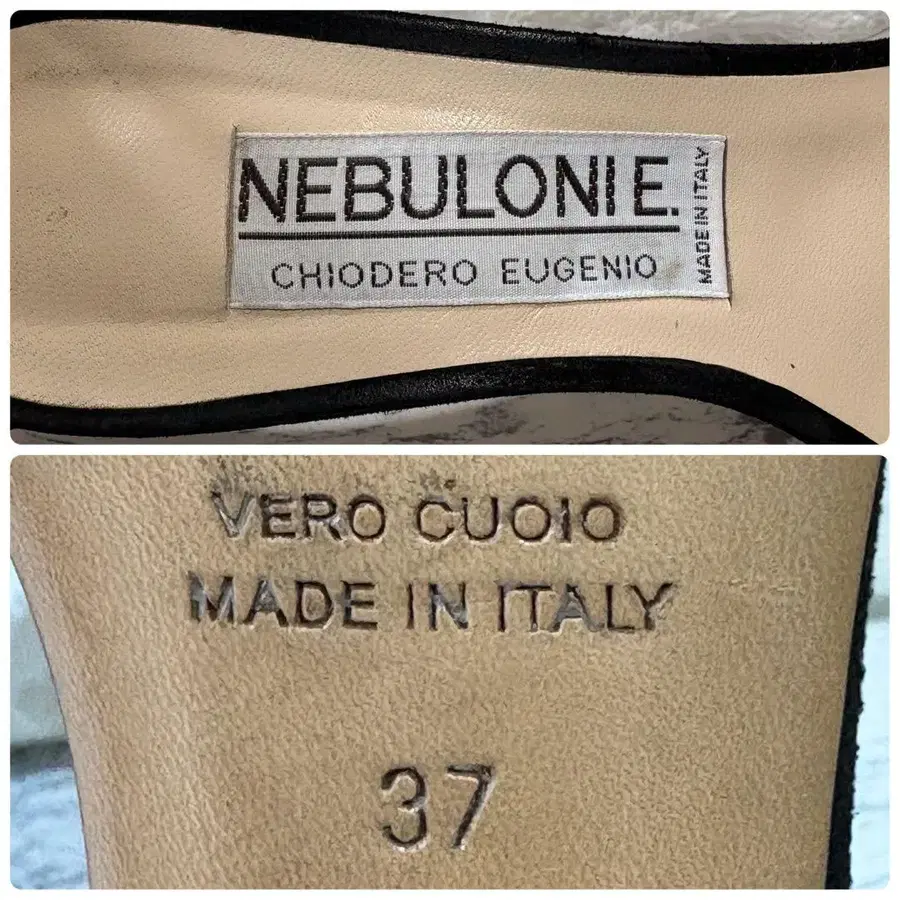 NEBULONI E.
CHIODERO EUGENIO
MADE IN ITALY
VERO CUOIO
MADE IN ITALY
37